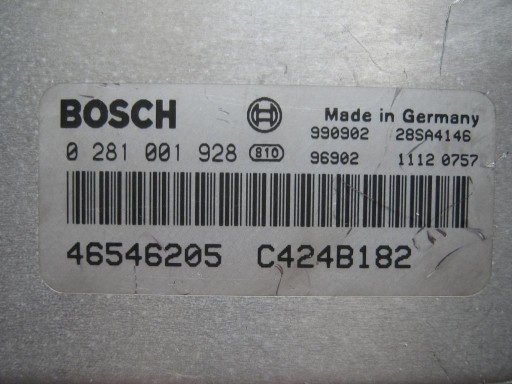 BOSCH
Made in Germany
990902 28SA4146
0 281 001 928 810
96902 1112 0757
46546205 C424B182